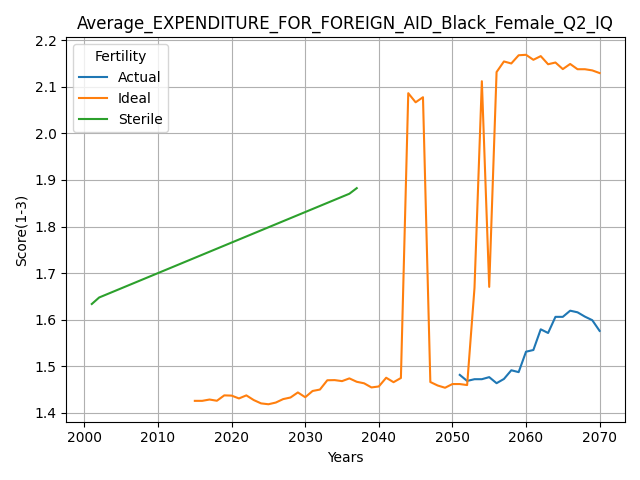 Average_EXPENDITURE_FOR_FOREIGN_AID_Black_Female_Q2_IQ
Fertility
Actual
Ideal
Sterile
Score(1-3)
2.2
2.1
2.0
1.9
1.8
1.7
1.6
1.5
1.4
2000 2010 2020 2030 2040 2050 2060 2070
Years